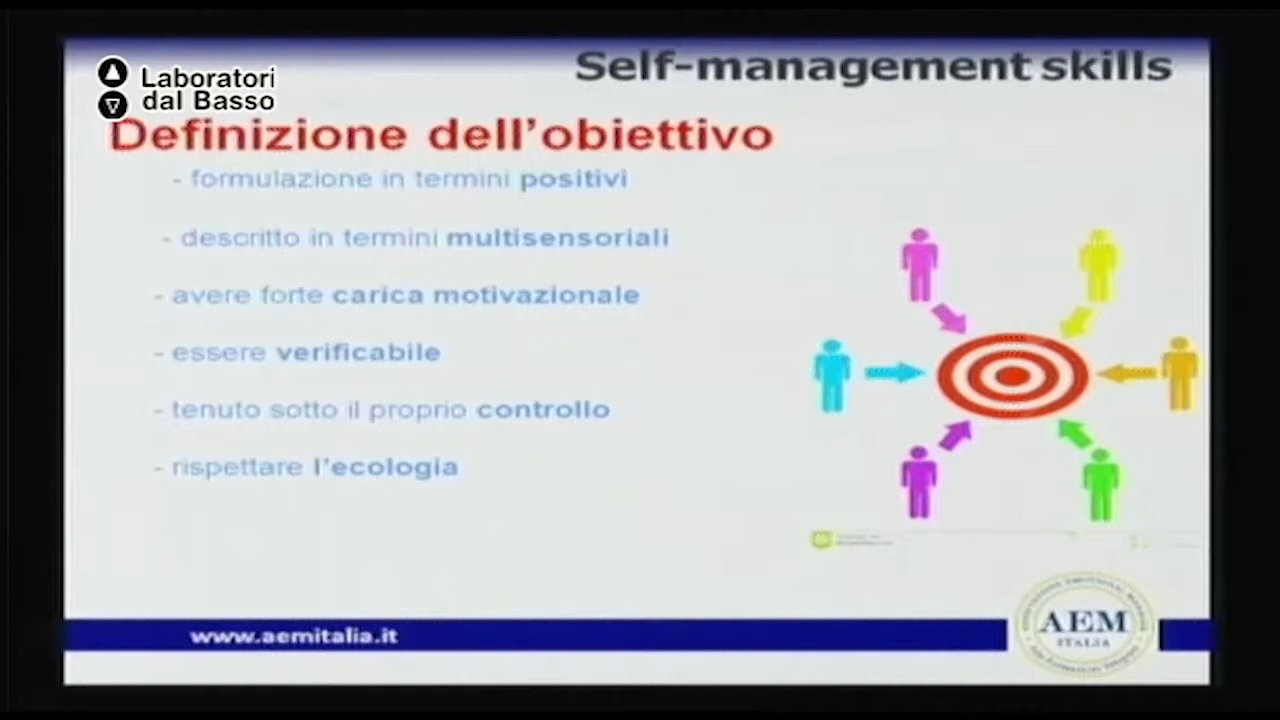 Self-management skills
Laboratori
dal Basso
Definizione dell'obiettivo
- formulazione in termini positivi
- descritto in termini multisensoriali
- avere forte carica motivazionale
- essere verificabile
- tenuto sotto il proprio controllo
- rispettare l'ecologia
www.aemitalia.it
AEM
ITALIA